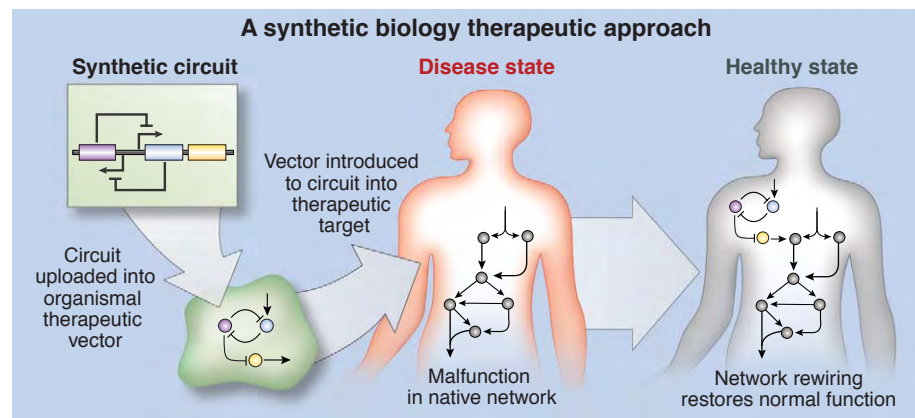 A synthetic biology therapeutic approach
Synthetic circuit
Disease state
Healthy state
Vector introduced
to circuit into
therapeutic
target
Circuit
uploaded into
organismal
therapeutic
vector
Malfunction
in native network
Network rewiring
restores normal function